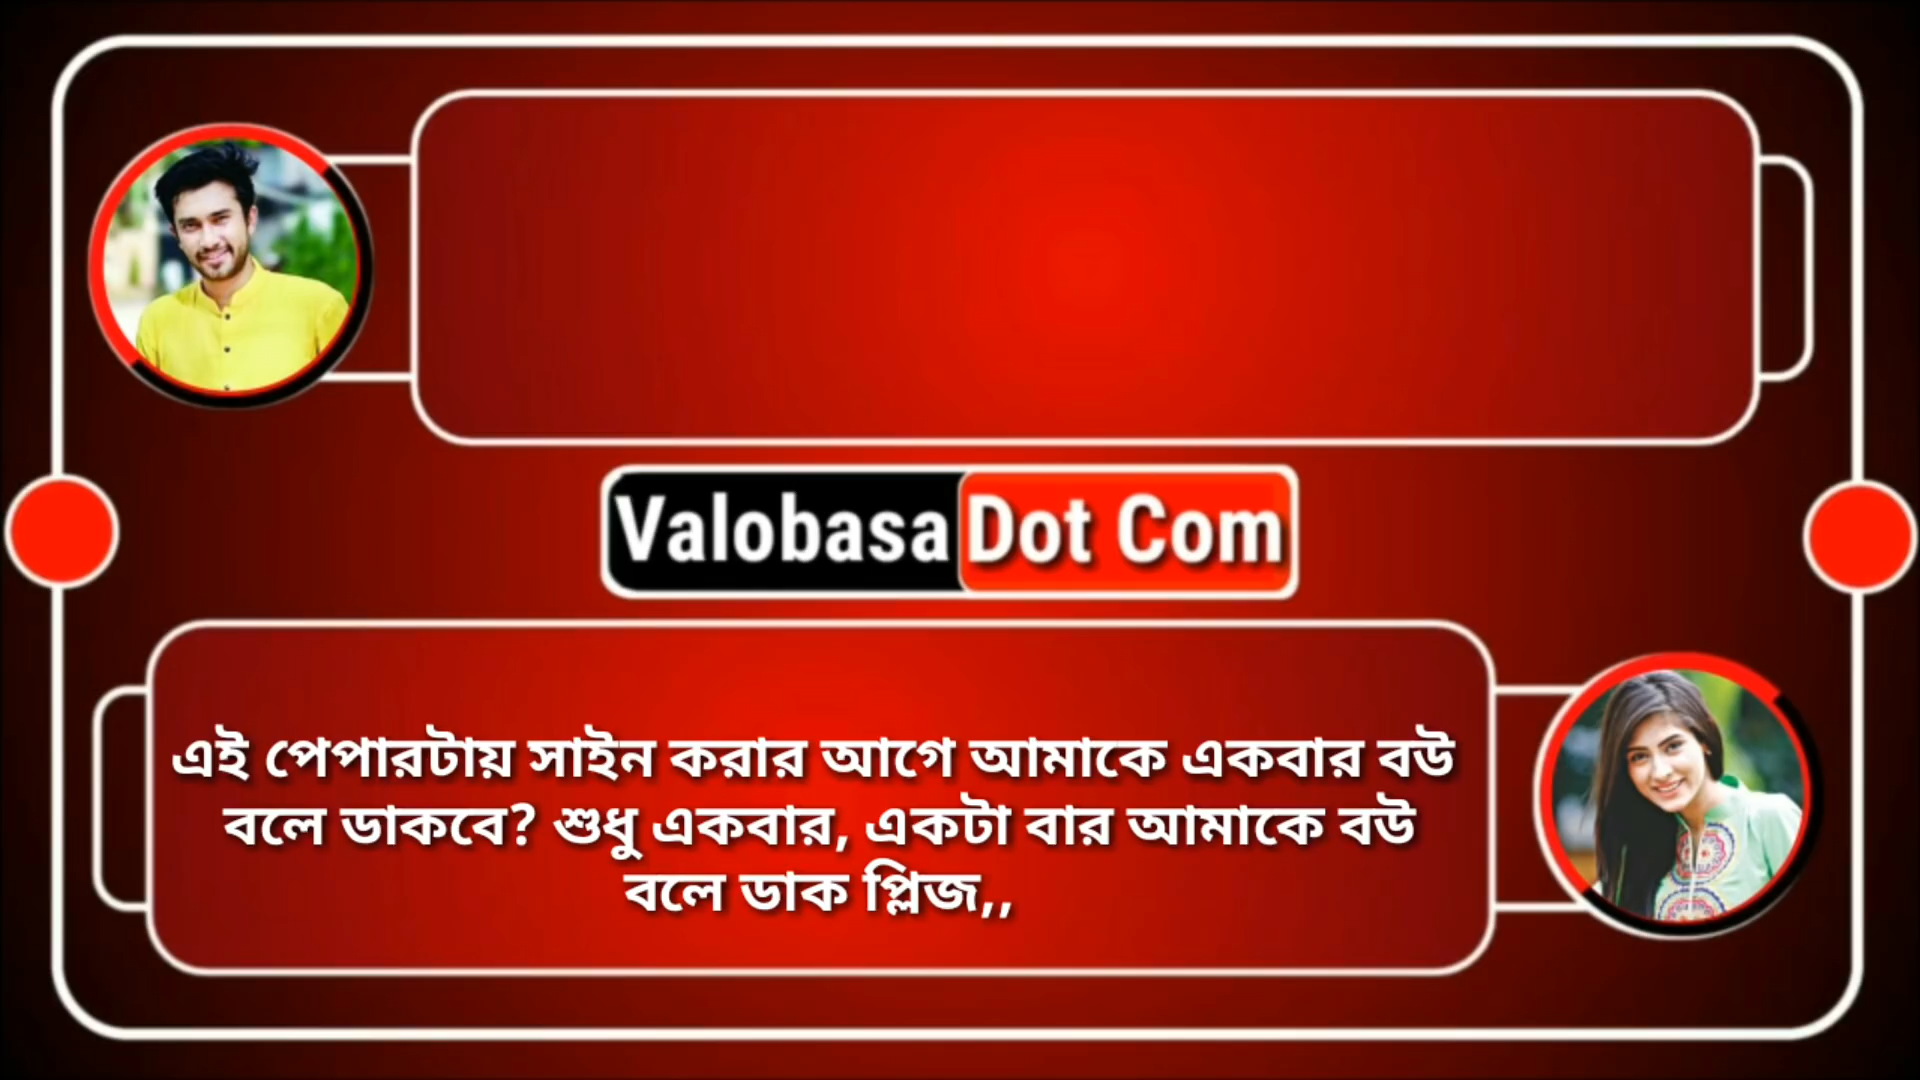 Valobasa Dot Com
এই পেপারটায় সাইন করার আগে আমাকে একবার বউ
বলে ডাকবে? শুধু একবার, একটা বার আমাকে বউ
বলে ডাক প্লিজ,,